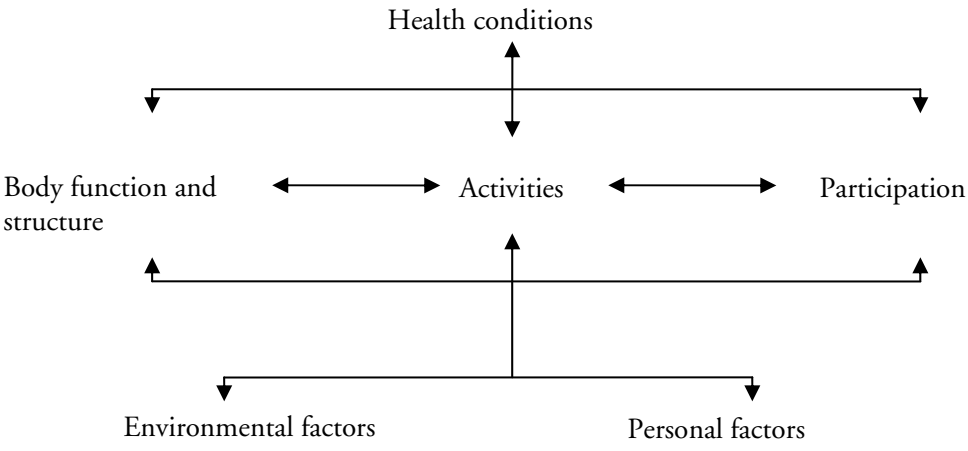 Health conditions
Body function and
structure
Activities
Participation
Environmental factors
Personal factors